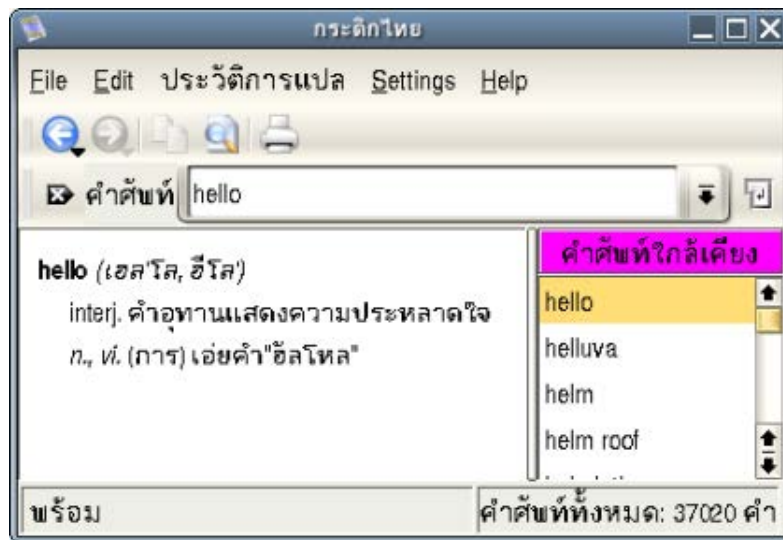 กระดิกไทย
File Edit ประวัติการแปล Settings Help
คำศัพท์ hello
hello (เฮล'โล, ฮีโล')
interj. คำอุทานแสดงความประหลาดใจ
n., vi. (การ) เอ่ยคำ"ฮัลโหล"
คำศัพท์ใกล้เคียง
hello
helluva
helm
helm roof
พร้อม
คำศัพท์ทั้งหมด: 37020 คำ